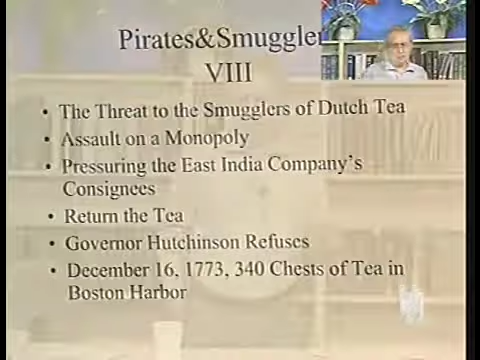 Pirates&Smuggler
VIII
• The Threat to the Smugglers of Dutch Tea
• Assault on a Monopoly
• Pressuring the East India Company's
Consignees
• Return the Tea
• Governor Hutchinson Refuses
• December 16, 1773, 340 Chests of Tea in
Boston Harbor